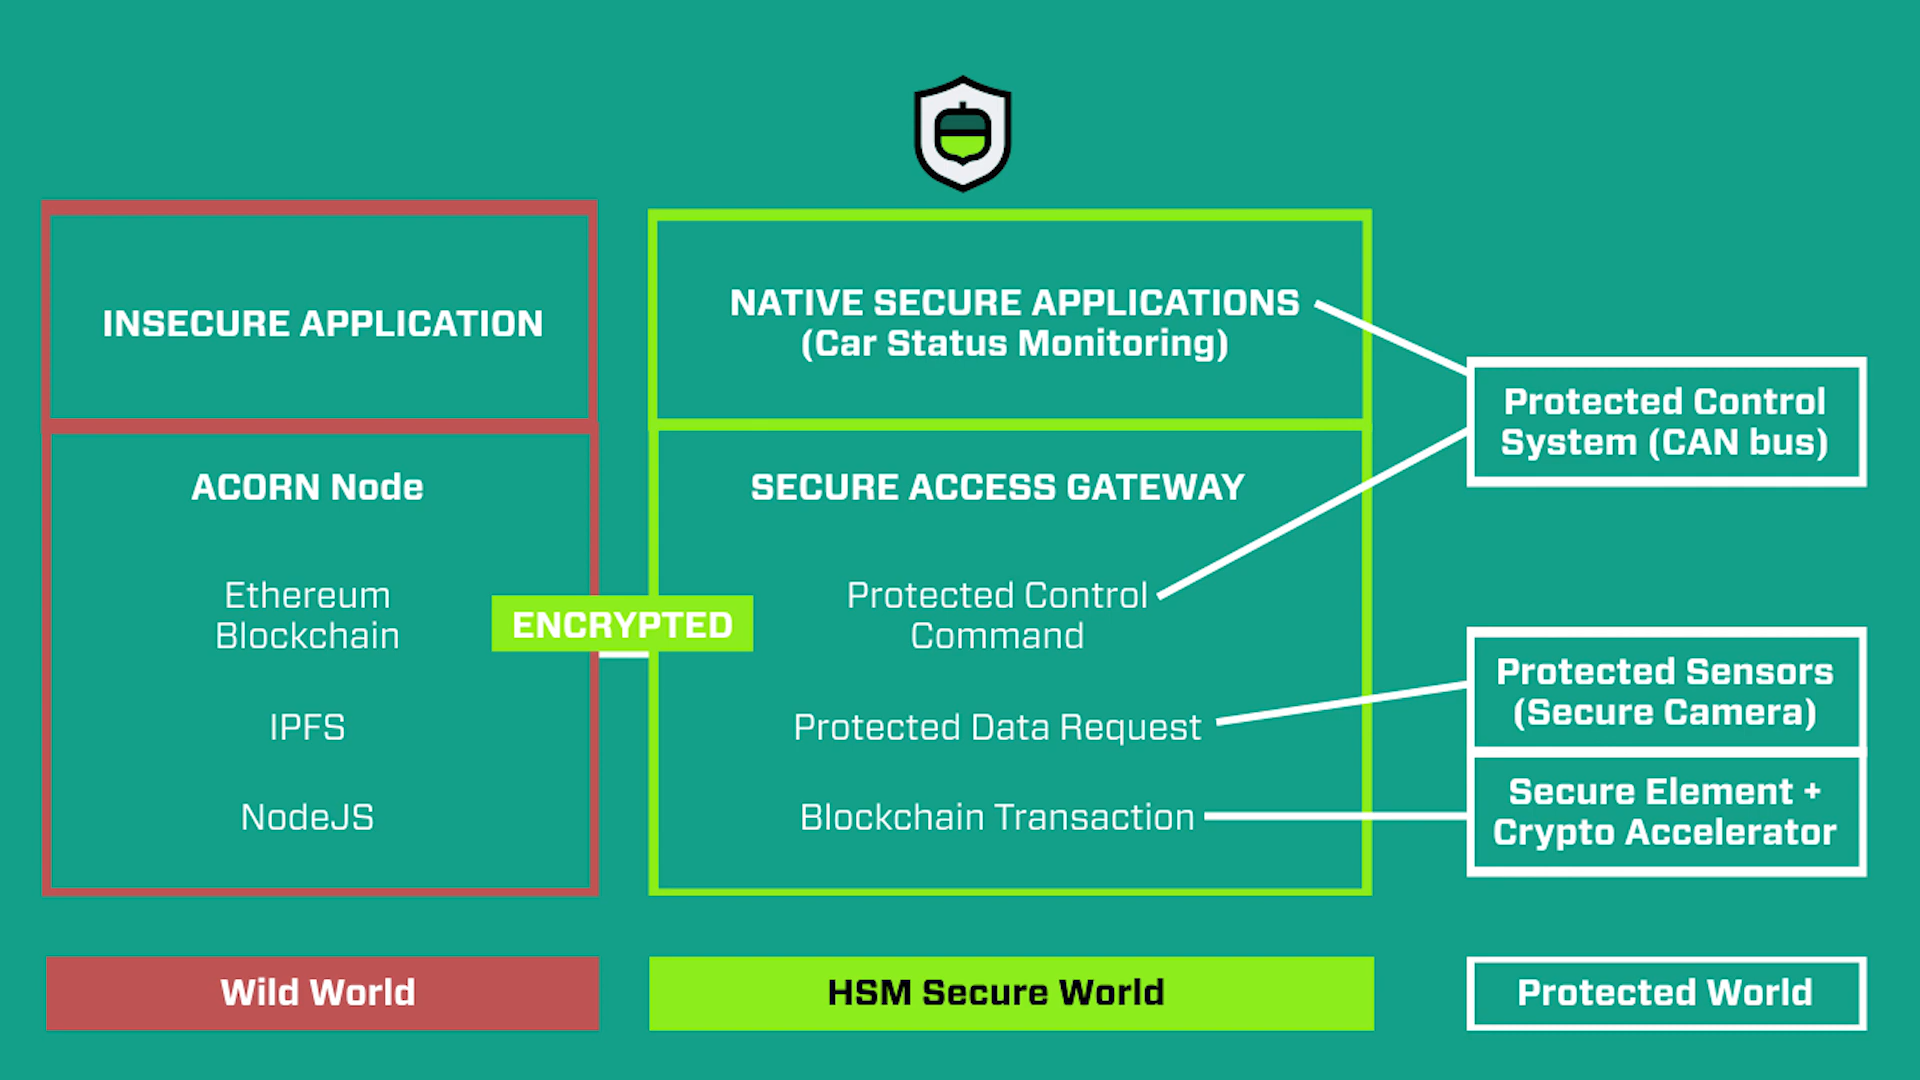 INSECURE APPLICATION
ACORN Node
Ethereum
Blockchain
IPFS
NodeJS
ENCRYPTED
NATIVE SECURE APPLICATIONS
(Car Status Monitoring)
SECURE ACCESS GATEWAY
Protected Control
Command
Protected Data Request
Blockchain Transaction
Protected Control
System (CAN bus)
Protected Sensors
(Secure Camera)
Secure Element +
Crypto Accelerator
Wild World
HSM Secure World
Protected World